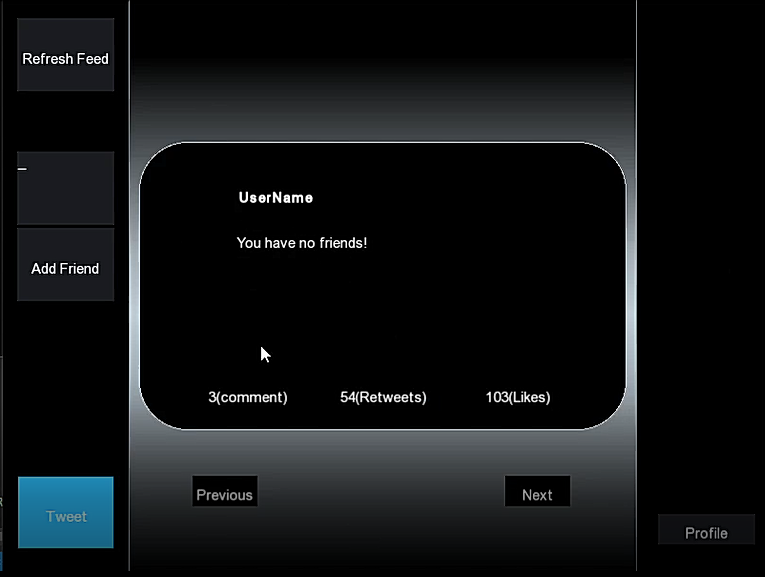 Refresh Feed
UserName
You have no friends!
Add Friend
3(comment)
54(Retweets)
103(Likes)
Previous
Next
Tweet
Profile